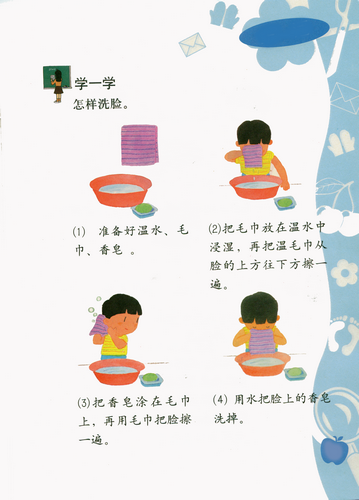 学一学
怎样洗脸。
(1) 准备好温水、毛
巾、香皂 。
(2)把毛巾放在温水中
浸湿，再把温毛巾从
脸的上方往下方擦一
遍。
(3)把香皂涂在毛巾
上，再用毛巾把脸擦
一遍。
(4) 用水把脸上的香皂
洗掉。